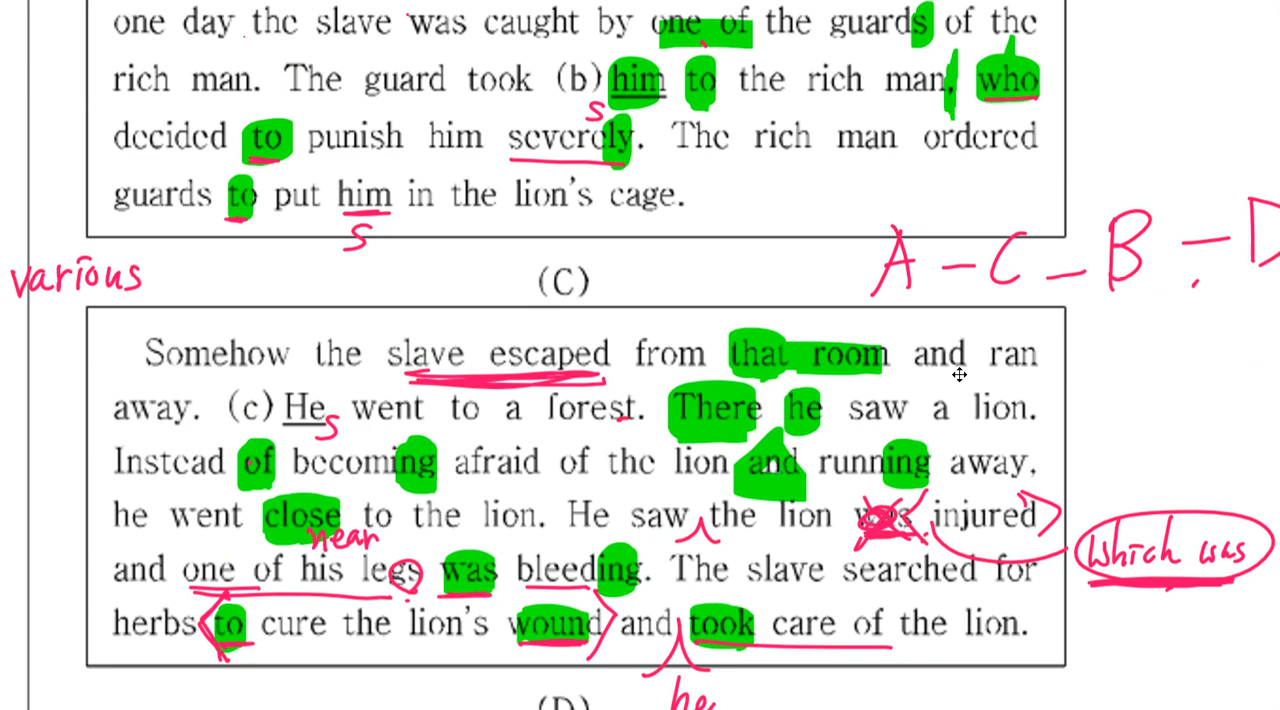 one day the slave was caught by one of the guards of the
rich man. The guard took (b) him to the rich man, who
s
decided to punish him severely. The rich man ordered
guards to put him in the lion's cage.
s
A - C - B - D
various
(C)
Somehow the slave escaped from that room and ran
away. (c) He went to a forest. There he saw a lion.
s
Instead of becoming afraid of the lion and running away,
he went close to the lion. He saw the lion injured
near
which was
and one of his legs was bleeding. The slave searched for
herbs to cure the lion's wound and took care of the lion.
he
(D)